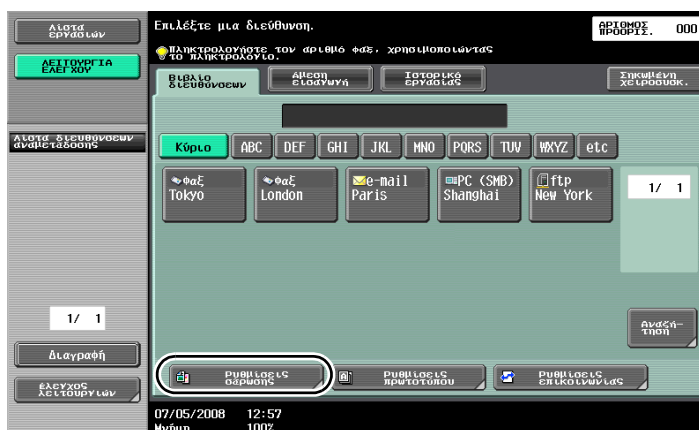 Λίστα
εργασιών
Επιλέξτε μια διεύθυνση.
ΑΡΙΘΜΟΣ
ΠΡΟΟΡΙΣ.
000
Πληκτρολογήστε τον αριθμό φαξ, χρησιμοποιώντας
το πληκτρολόγιο.
ΛΕΙΤΟΥΡΓΙΑ
ΕΛΕΓΧΟΥ
Βιβλίο
διευθύνσεων
Άμεση
εισαγωγή
Ιστορικό
εργασίας
Σηκωμένη
χειροσυσκ.
Λίστα διευθύνσεων
αναμετάδοσης
Κύριο ABC DEF GHI JKL MNO PQRS TUV WXYZ etc
Φαξ
Tokyo
Φαξ
London
e-mail
Paris
PC (SMB)
Shanghai
ftp
New York
1/ 1
1/ 1
Αναζή-
τηση
Διαγραφή
Ρυθμίσεις
σάρωσης
Ρυθμίσεις
πρωτοτύπου
Ρυθμίσεις
επικοινωνίας
έλεγχος
λειτουργιών
07/05/2008 12:57
Μνήμη 100%